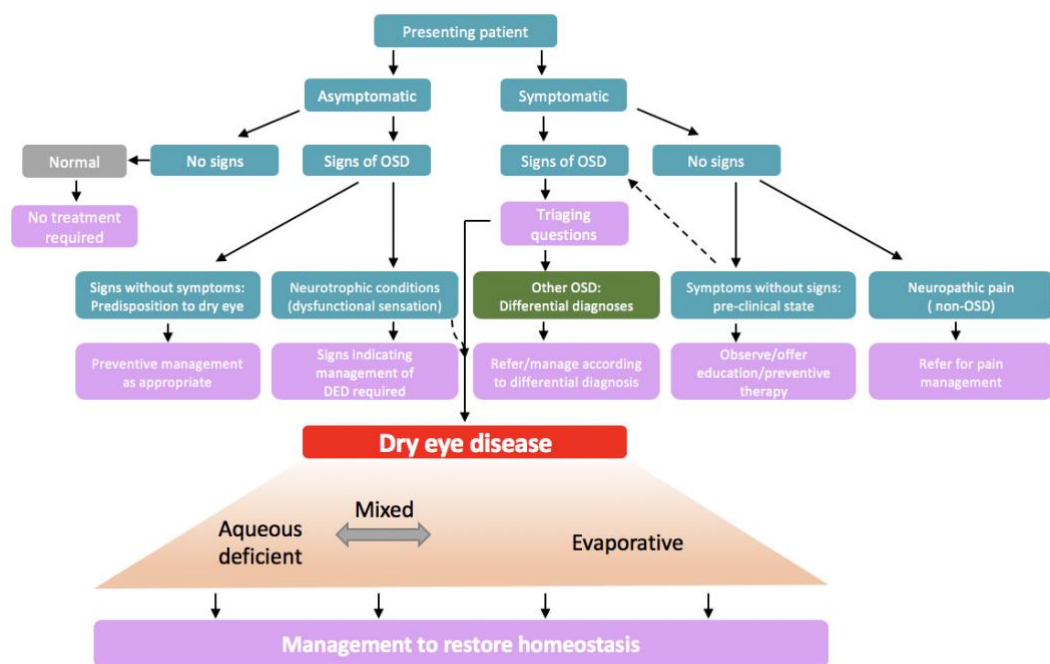 Presenting patient
Asymptomatic
Symptomatic
Normal
No signs
Signs of OSD
Signs of OSD
No signs
No treatment
required
Triaging
questions
Signs without symptoms:
Predisposition to dry eye
Neurotrophic conditions
(dysfunctional sensation)
Other OSD:
Differential diagnoses
Symptoms without signs:
pre-clinical state
Neuropathic pain
( non-OSD)
Preventive management
as appropriate
Signs indicating
management of
DED required
Refer/manage according
to differential diagnosis
Observe/offer
education/preventive
therapy
Refer for pain
management
Dry eye disease
Mixed
Aqueous
deficient
Evaporative
Management to restore homeostasis